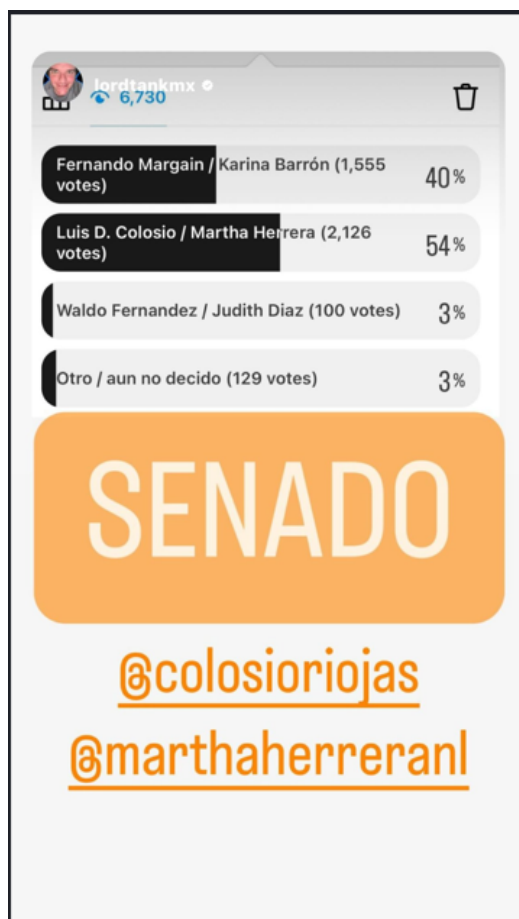 lordtankmx
6,730
Fernando Margain / Karina Barrón (1,555
votes)
40%
Luis D. Colosio / Martha Herrera (2,126
votes)
54%
Waldo Fernandez / Judith Diaz (100 votes)
3%
Otro / aun no decido (129 votes)
3%
SENADO
@colosioriojas
@marthaherreranl